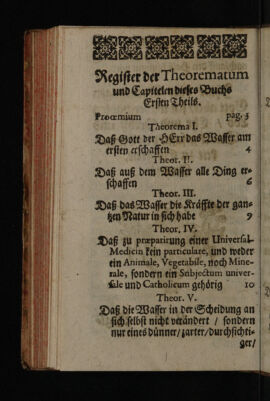 Register der Theorematum
und Capitelen dieses Buchs
Ersten Theils.
Prooemium pag. 3
Theorema I.
Daß Gott der HErr das Wasser am
ersten erschaffen 4
Theor. II.
Daß auß dem Wasser alle Ding er-
schaffen 6
Theor. III.
Daß das Wasser die Kräffte der gan-
tzen Natur in sich habe 9
Theor. IV.
Daß zu præpatirung einer Universal-
Medicin kein particulare, und weder
ein Animale, Vegetabile, noch Mine-
rale, sondern ein Subjectum univer-
sale und Catholicum gehörig 10
Theor. V.
Daß die Wasser in der Scheidung an
sich selbst nicht verändert / sondern
nur eines dünner / zarter / durchsichti-
ger/